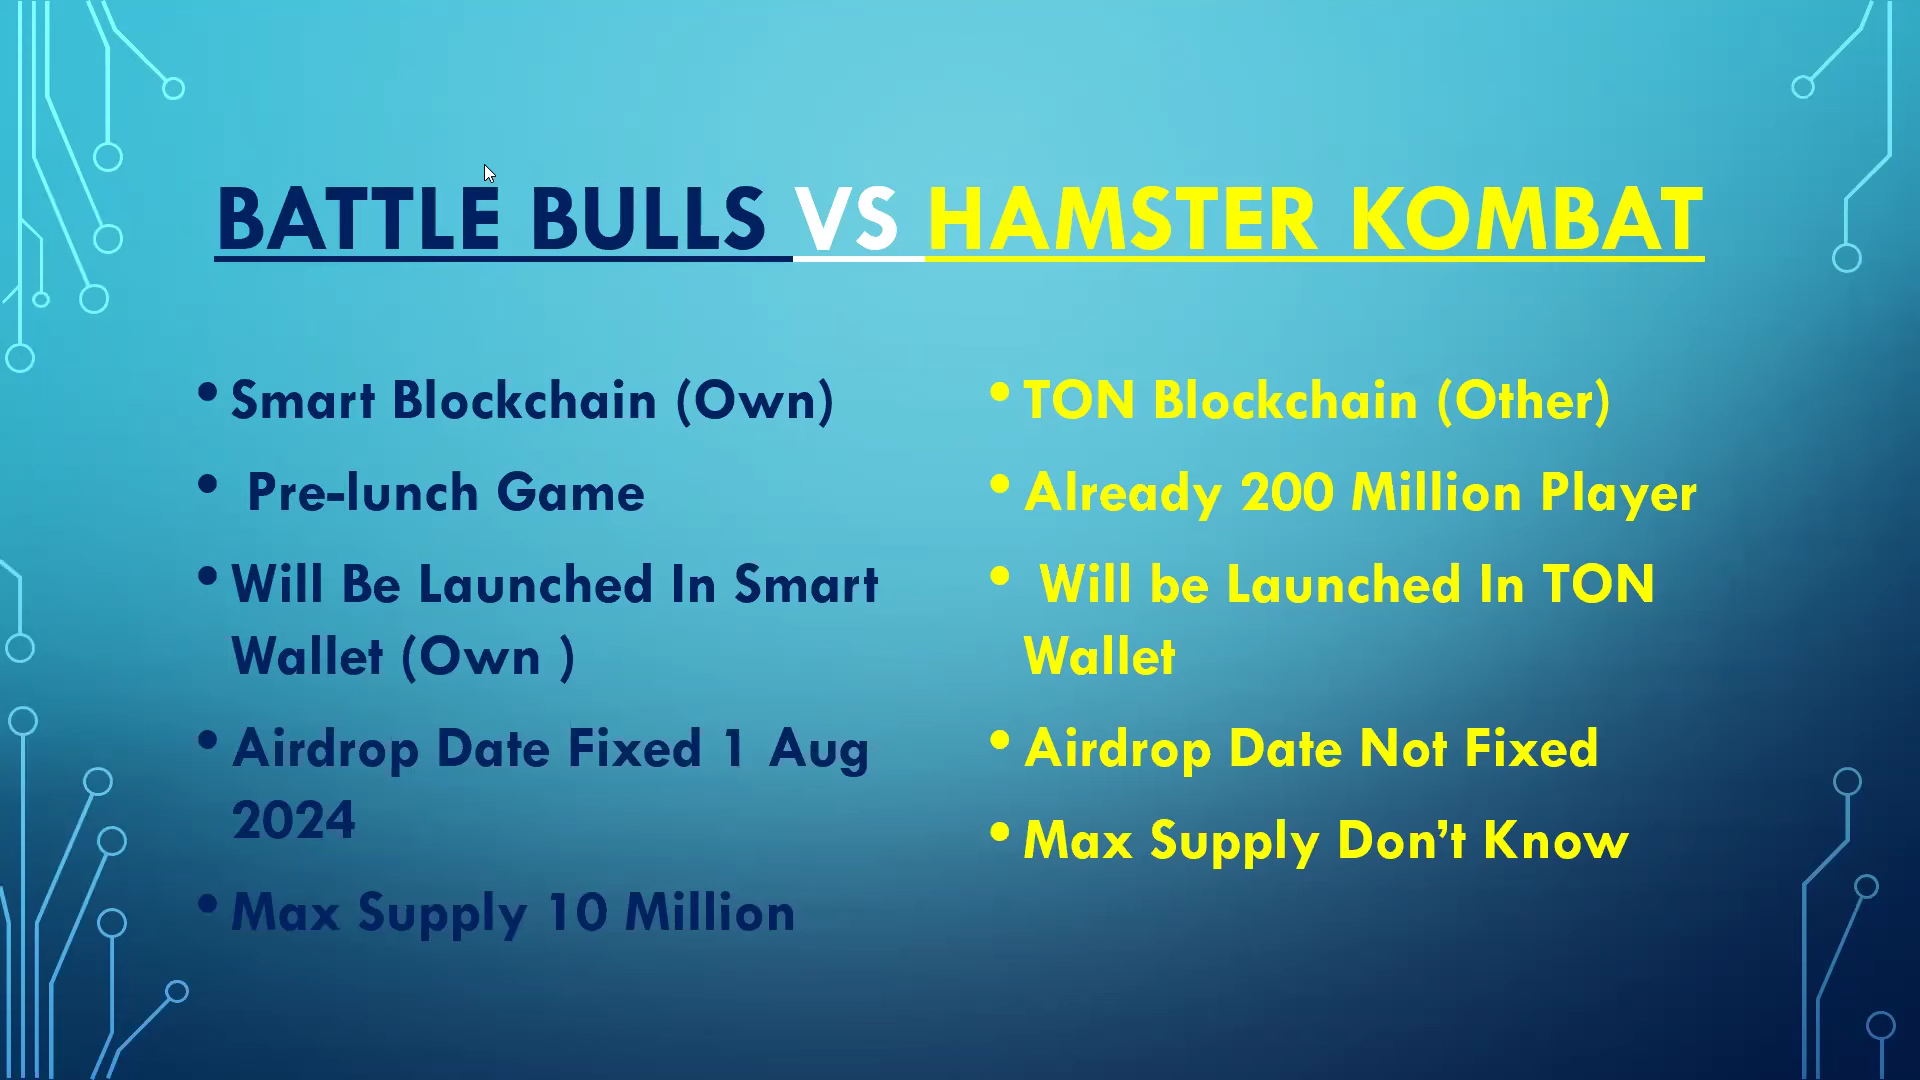 BATTLE BULLS VS HAMSTER KOMBAT
• Smart Blockchain (Own)
• Pre-lunch Game
• Will Be Launched In Smart
Wallet (Own )
• Airdrop Date Fixed 1 Aug
2024
• Max Supply 10 Million
• TON Blockchain (Other)
• Already 200 Million Player
• Will be Launched In TON
Wallet
• Airdrop Date Not Fixed
• Max Supply Don’t Know